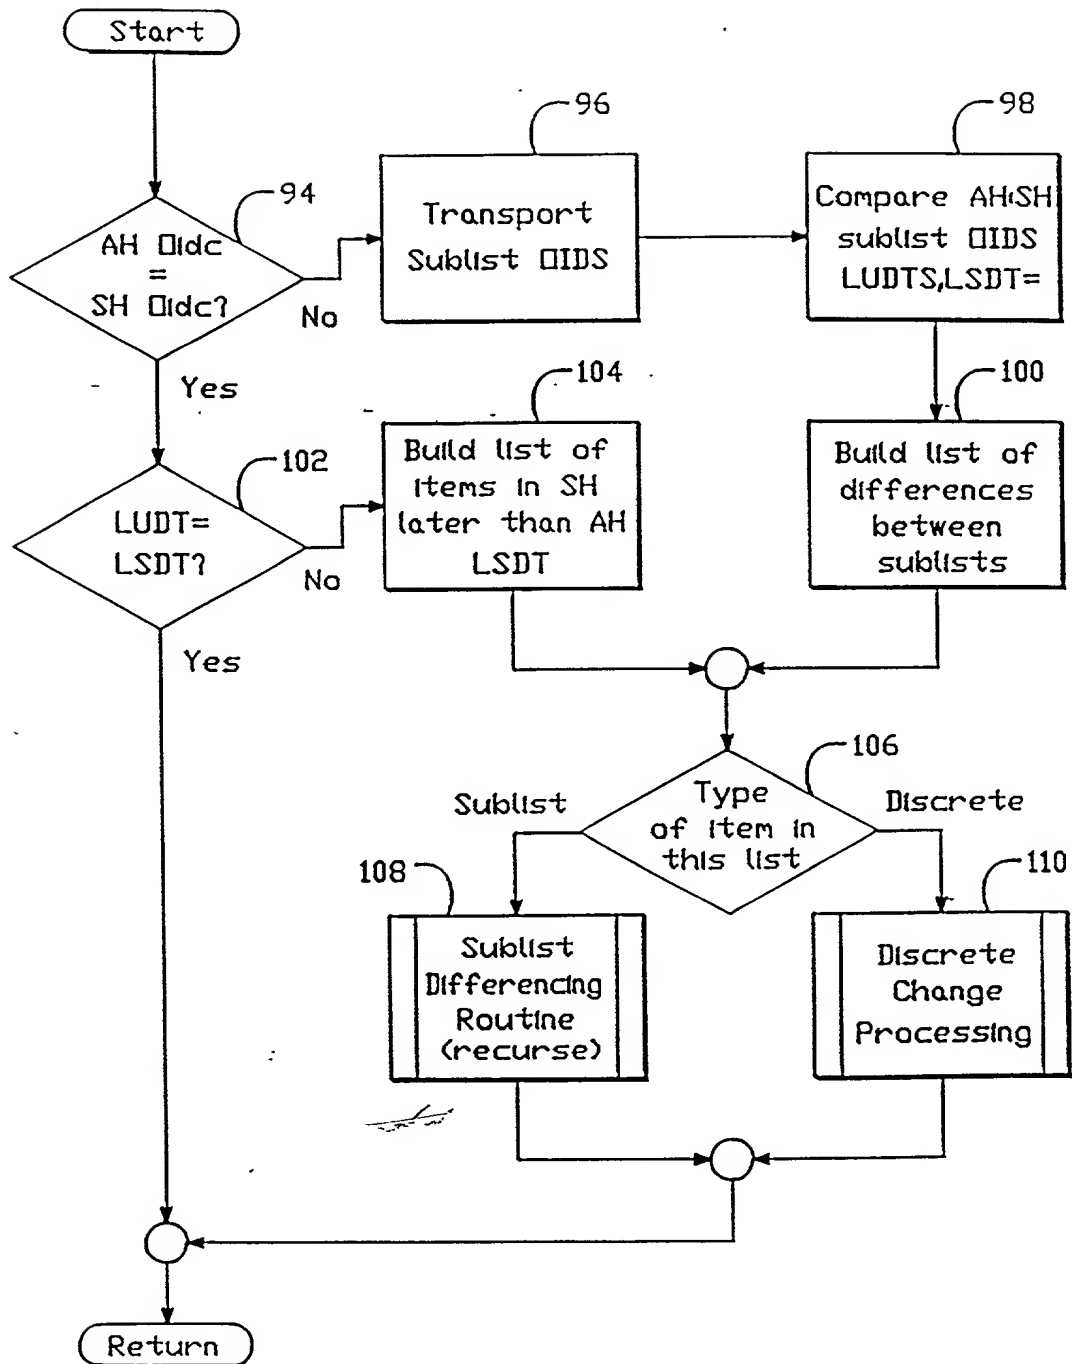 Start
94
AH Oidc
=
SH Oidc?
No
Yes
96
Transport
Sublist OIDS
98
Compare AH:SH
sublist OIDS
LUDTS,LSDT=
100
Build list of
differences
between
sublists
102
LUDT=
LSDT?
No
Yes
104
Build list of
items in SH
later than AH
LSDT
106
Type
of item in
this list
Sublist
Discrete
108
Sublist
Differencing
Routine
(recurse)
110
Discrete
Change
Processing
Return